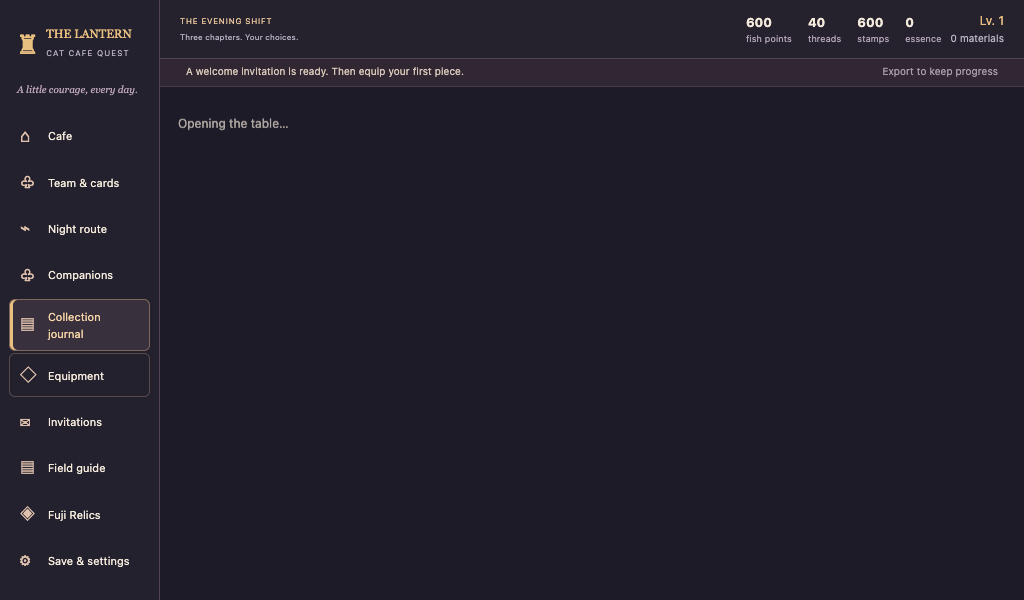 THE LANTERN
CAT CAFE QUEST
A little courage, every day.
Cafe
Team & cards
Night route
Companions
Collection
journal
Equipment
Invitations
Field guide
Fuji Relics
Save & settings
THE EVENING SHIFT
Three chapters. Your choices.
600 fish points
40 threads
600 stamps
0 essence
Lv. 1
0 materials
A welcome invitation is ready. Then equip your first piece.
Export to keep progress
Opening the table...